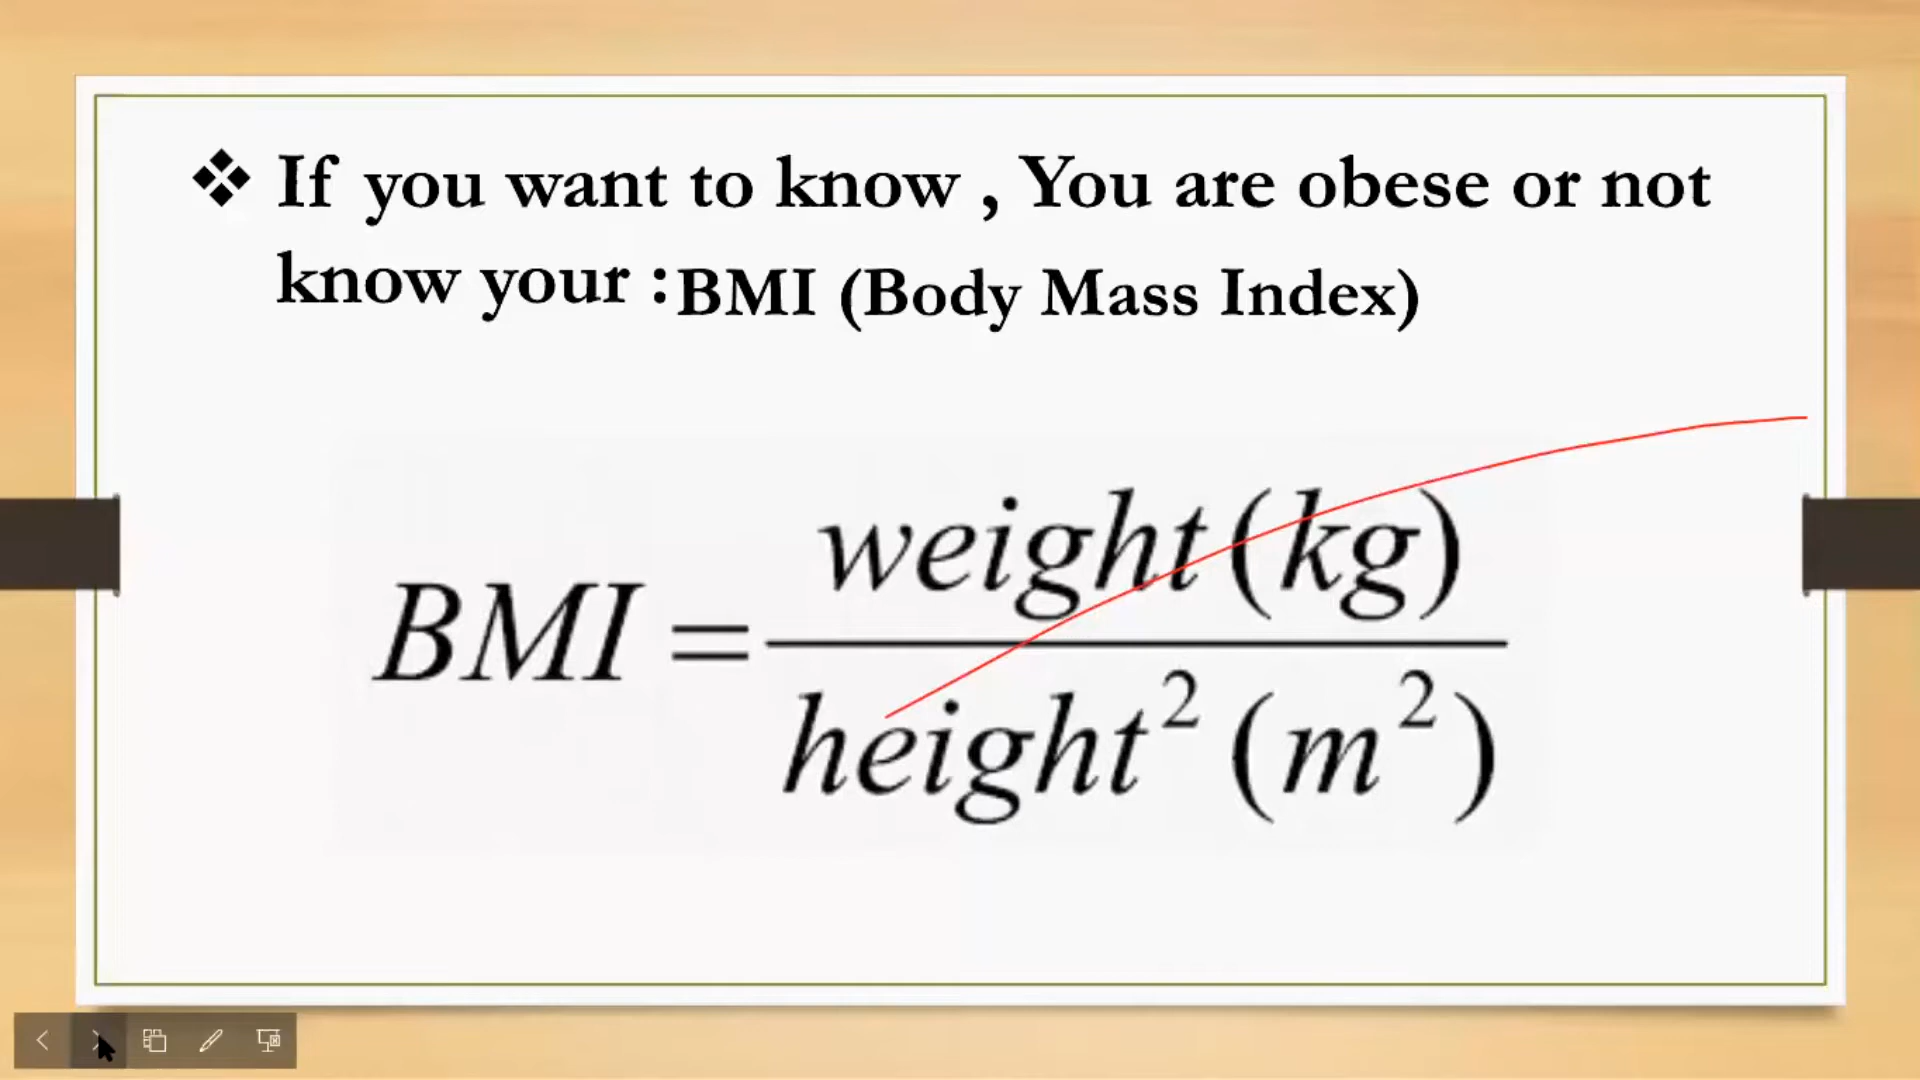 ❖ If you want to know , You are obese or not
know your : BMI (Body Mass Index)
BMI = weight (kg) / height² (m²)